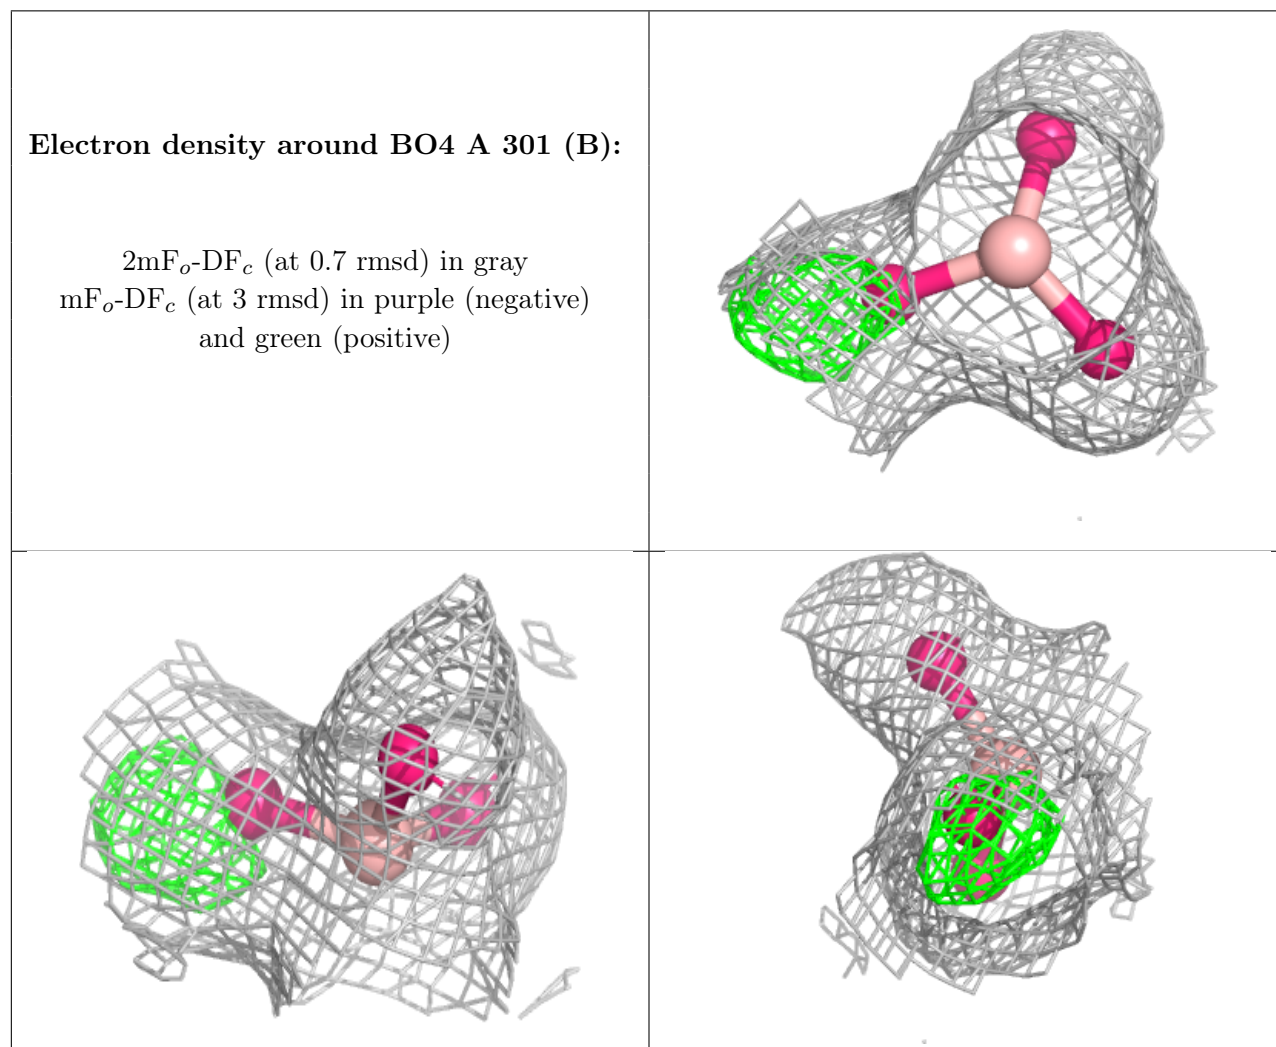 Electron density around BO4 A 301 (B):
2mFₒ-DF𝒸 (at 0.7 rmsd) in gray
mFₒ-DF𝒸 (at 3 rmsd) in purple (negative)
and green (positive)